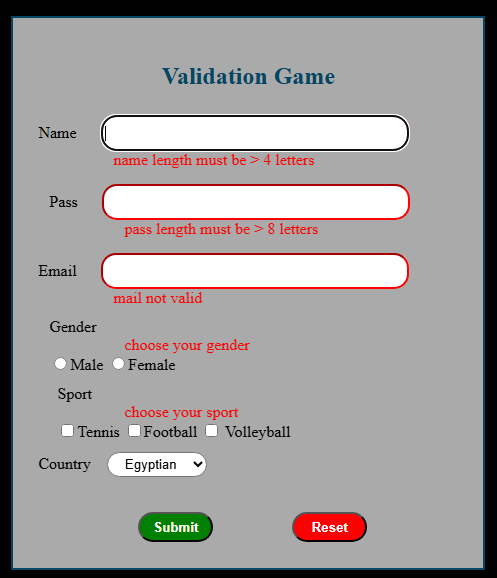 Validation Game
Name
name length must be > 4 letters
Pass
pass length must be > 8 letters
Email
mail not valid
Gender
choose your gender
Male Female
Sport
choose your sport
Tennis Football Volleyball
Country Egyptian
Submit Reset